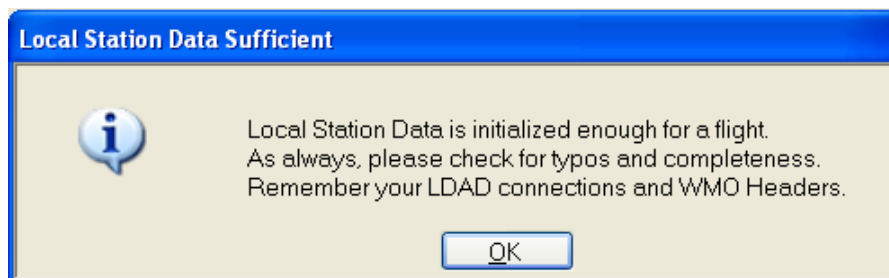 Local Station Data Sufficient
Local Station Data is initialized enough for a flight.
As always, please check for typos and completeness.
Remember your LDAD connections and WMO Headers.
OK